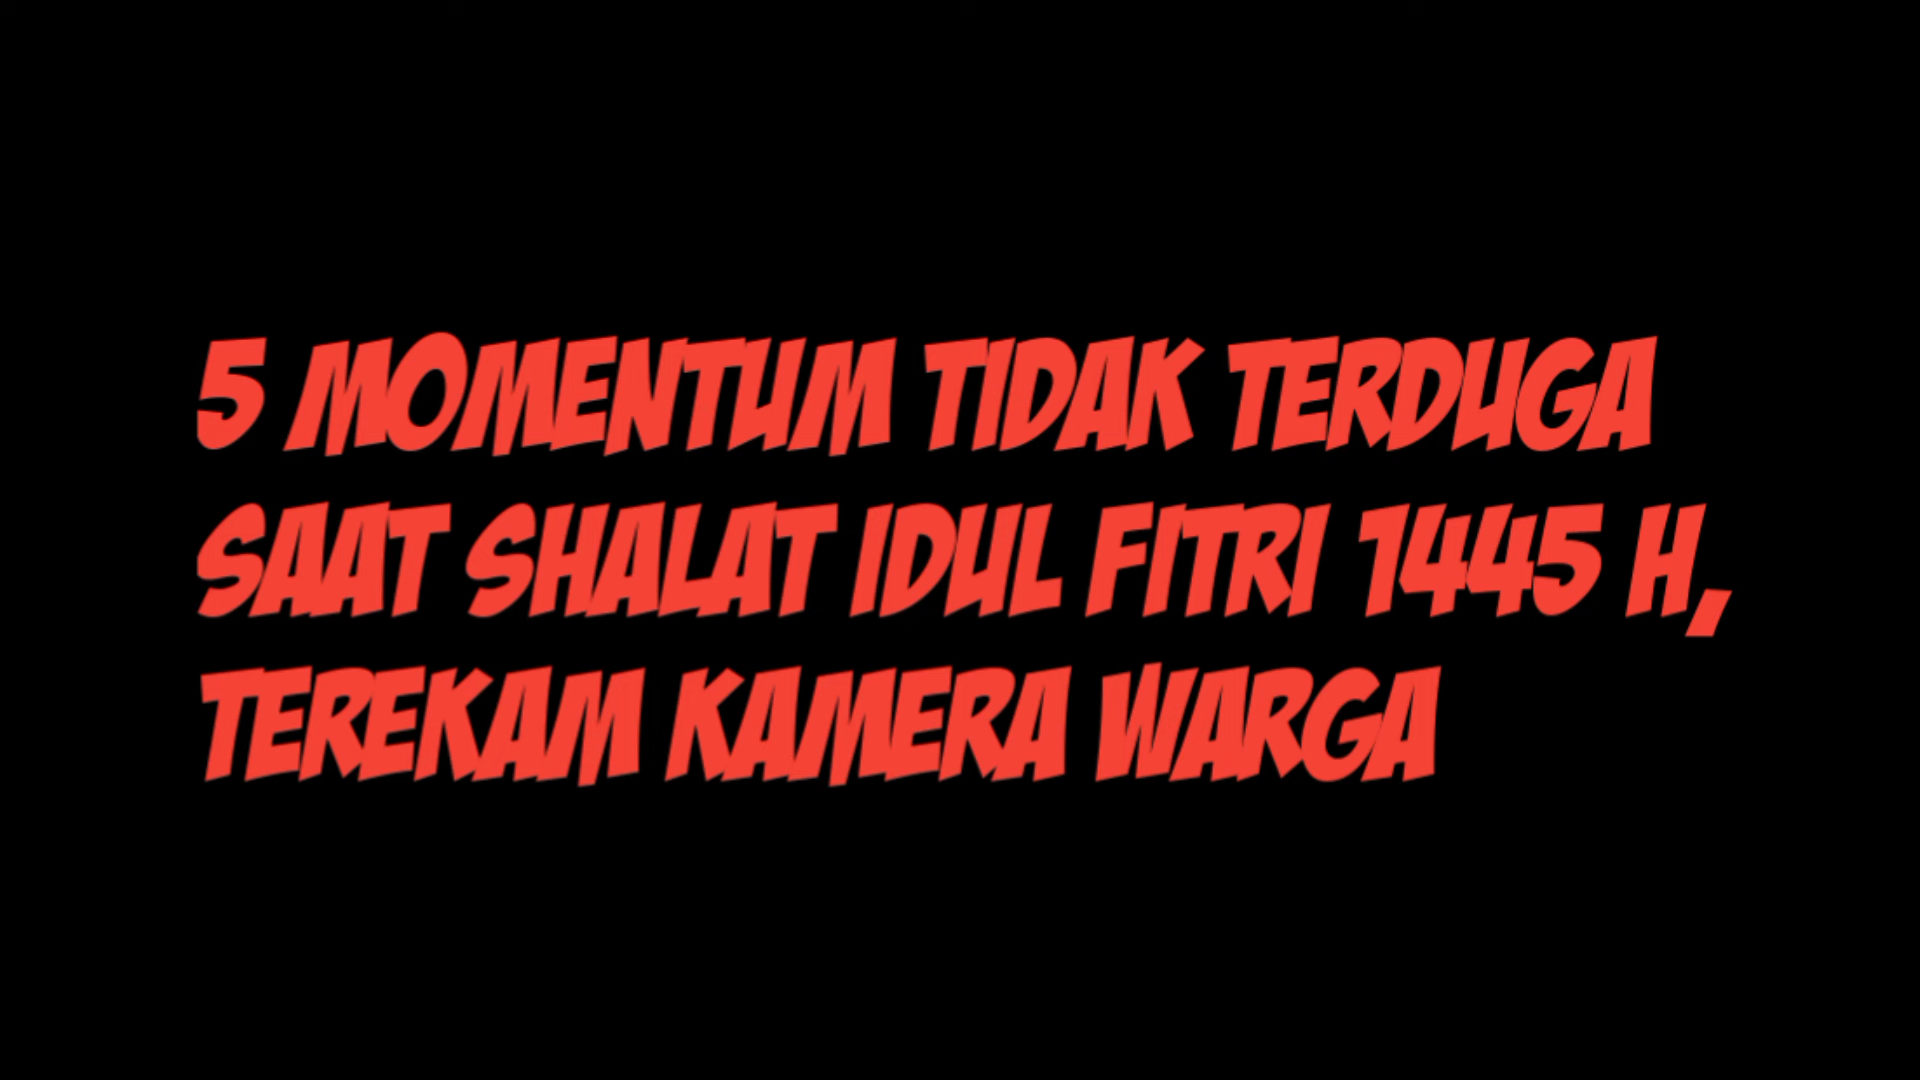 5 MOMENTUM TIDAK TERDUGA
SAAT SHALAT IDUL FITRI 1445 H,
TEREKAM KAMERA WARGA